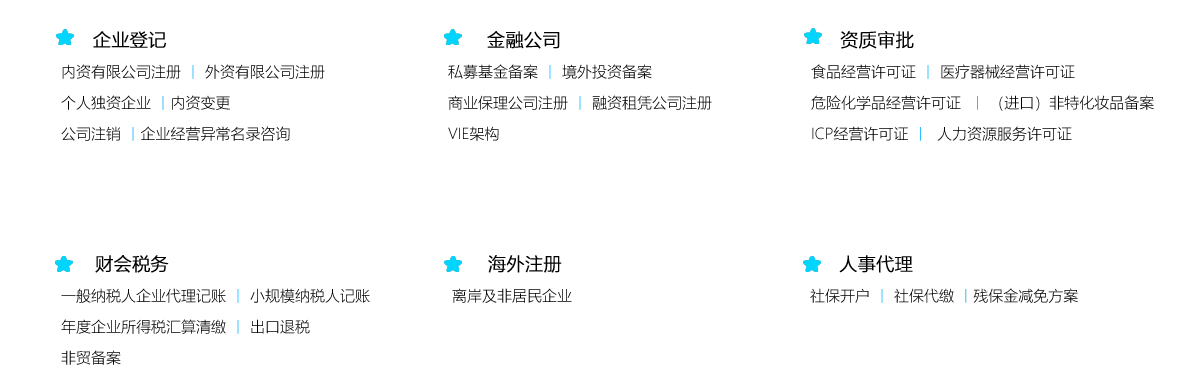 企业登记
内资有限公司注册 | 外资有限公司注册
个人独资企业 | 内资变更
公司注销 | 企业经营异常名录咨询
金融公司
私募基金备案 | 境外投资备案
商业保理公司注册 | 融资租凭公司注册
VIE架构
资质审批
食品经营许可证 | 医疗器械经营许可证
危险化学品经营许可证 | （进口）非特化妆品备案
ICP经营许可证 | 人力资源服务许可证
财会税务
一般纳税人企业代理记账 | 小规模纳税人记账
年度企业所得税汇算清缴 | 出口退税
非贸备案
海外注册
离岸及非居民企业
人事代理
社保开户 | 社保代缴 | 残保金减免方案